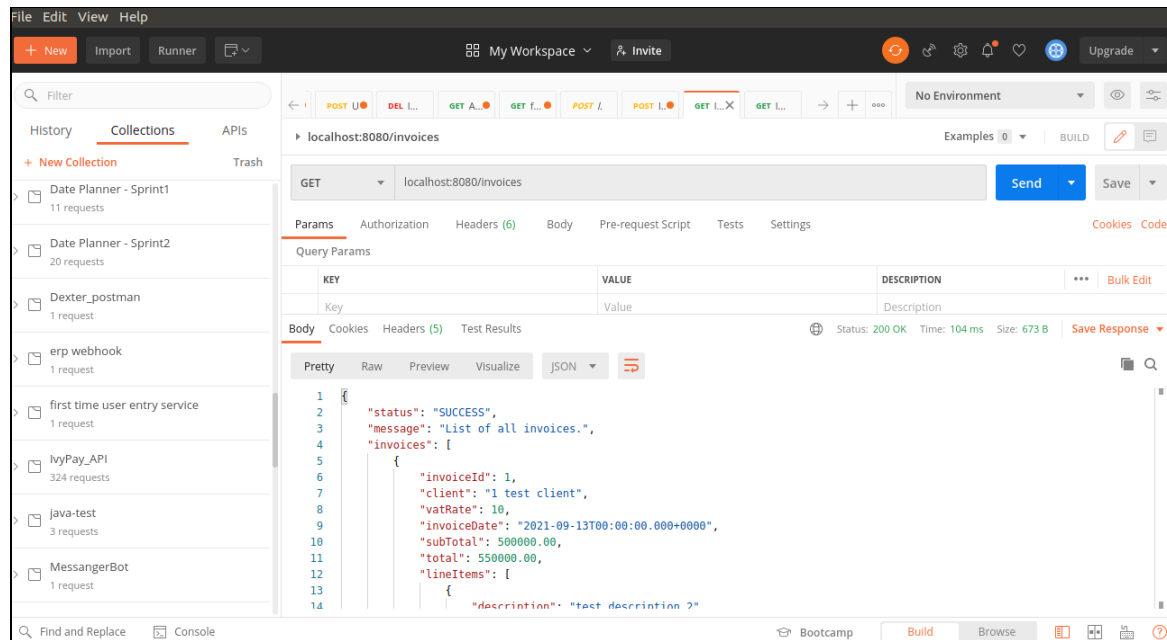 File Edit View Help
+ New Import Runner My Workspace Invite Upgrade
Filter
History Collections APIs
+ New Collection Trash
Date Planner - Sprint1
11 requests
Date Planner - Sprint2
20 requests
Dexter_postman
1 request
erp webhook
1 request
first time user entry service
1 request
IvyPay_API
324 requests
java-test
3 requests
MessangerBot
1 request
POST U DEL I... GET A... GET f... POST I. POST I.. GET I... X GET I... + ooo No Environment
localhost:8080/invoices Examples 0 BUILD
GET localhost:8080/invoices Send Save
Params Authorization Headers (6) Body Pre-request Script Tests Settings Cookies Code
Query Params
KEY VALUE DESCRIPTION ••• Bulk Edit
Key Value Description
Body Cookies Headers (5) Test Results Status: 200 OK Time: 104 ms Size: 673 B Save Response
Pretty Raw Preview Visualize JSON
1 {
2 "status": "SUCCESS",
3 "message": "List of all invoices.",
4 "invoices": [
5 {
6 "invoiceId": 1,
7 "client": "1 test client",
8 "vatRate": 10,
9 "invoiceDate": "2021-09-13T00:00:00.000+0000",
10 "subTotal": 500000.00,
11 "total": 550000.00,
12 "lineItems": [
13 {
14 "description": "test description 2"
Find and Replace Console Bootcamp Build Browse